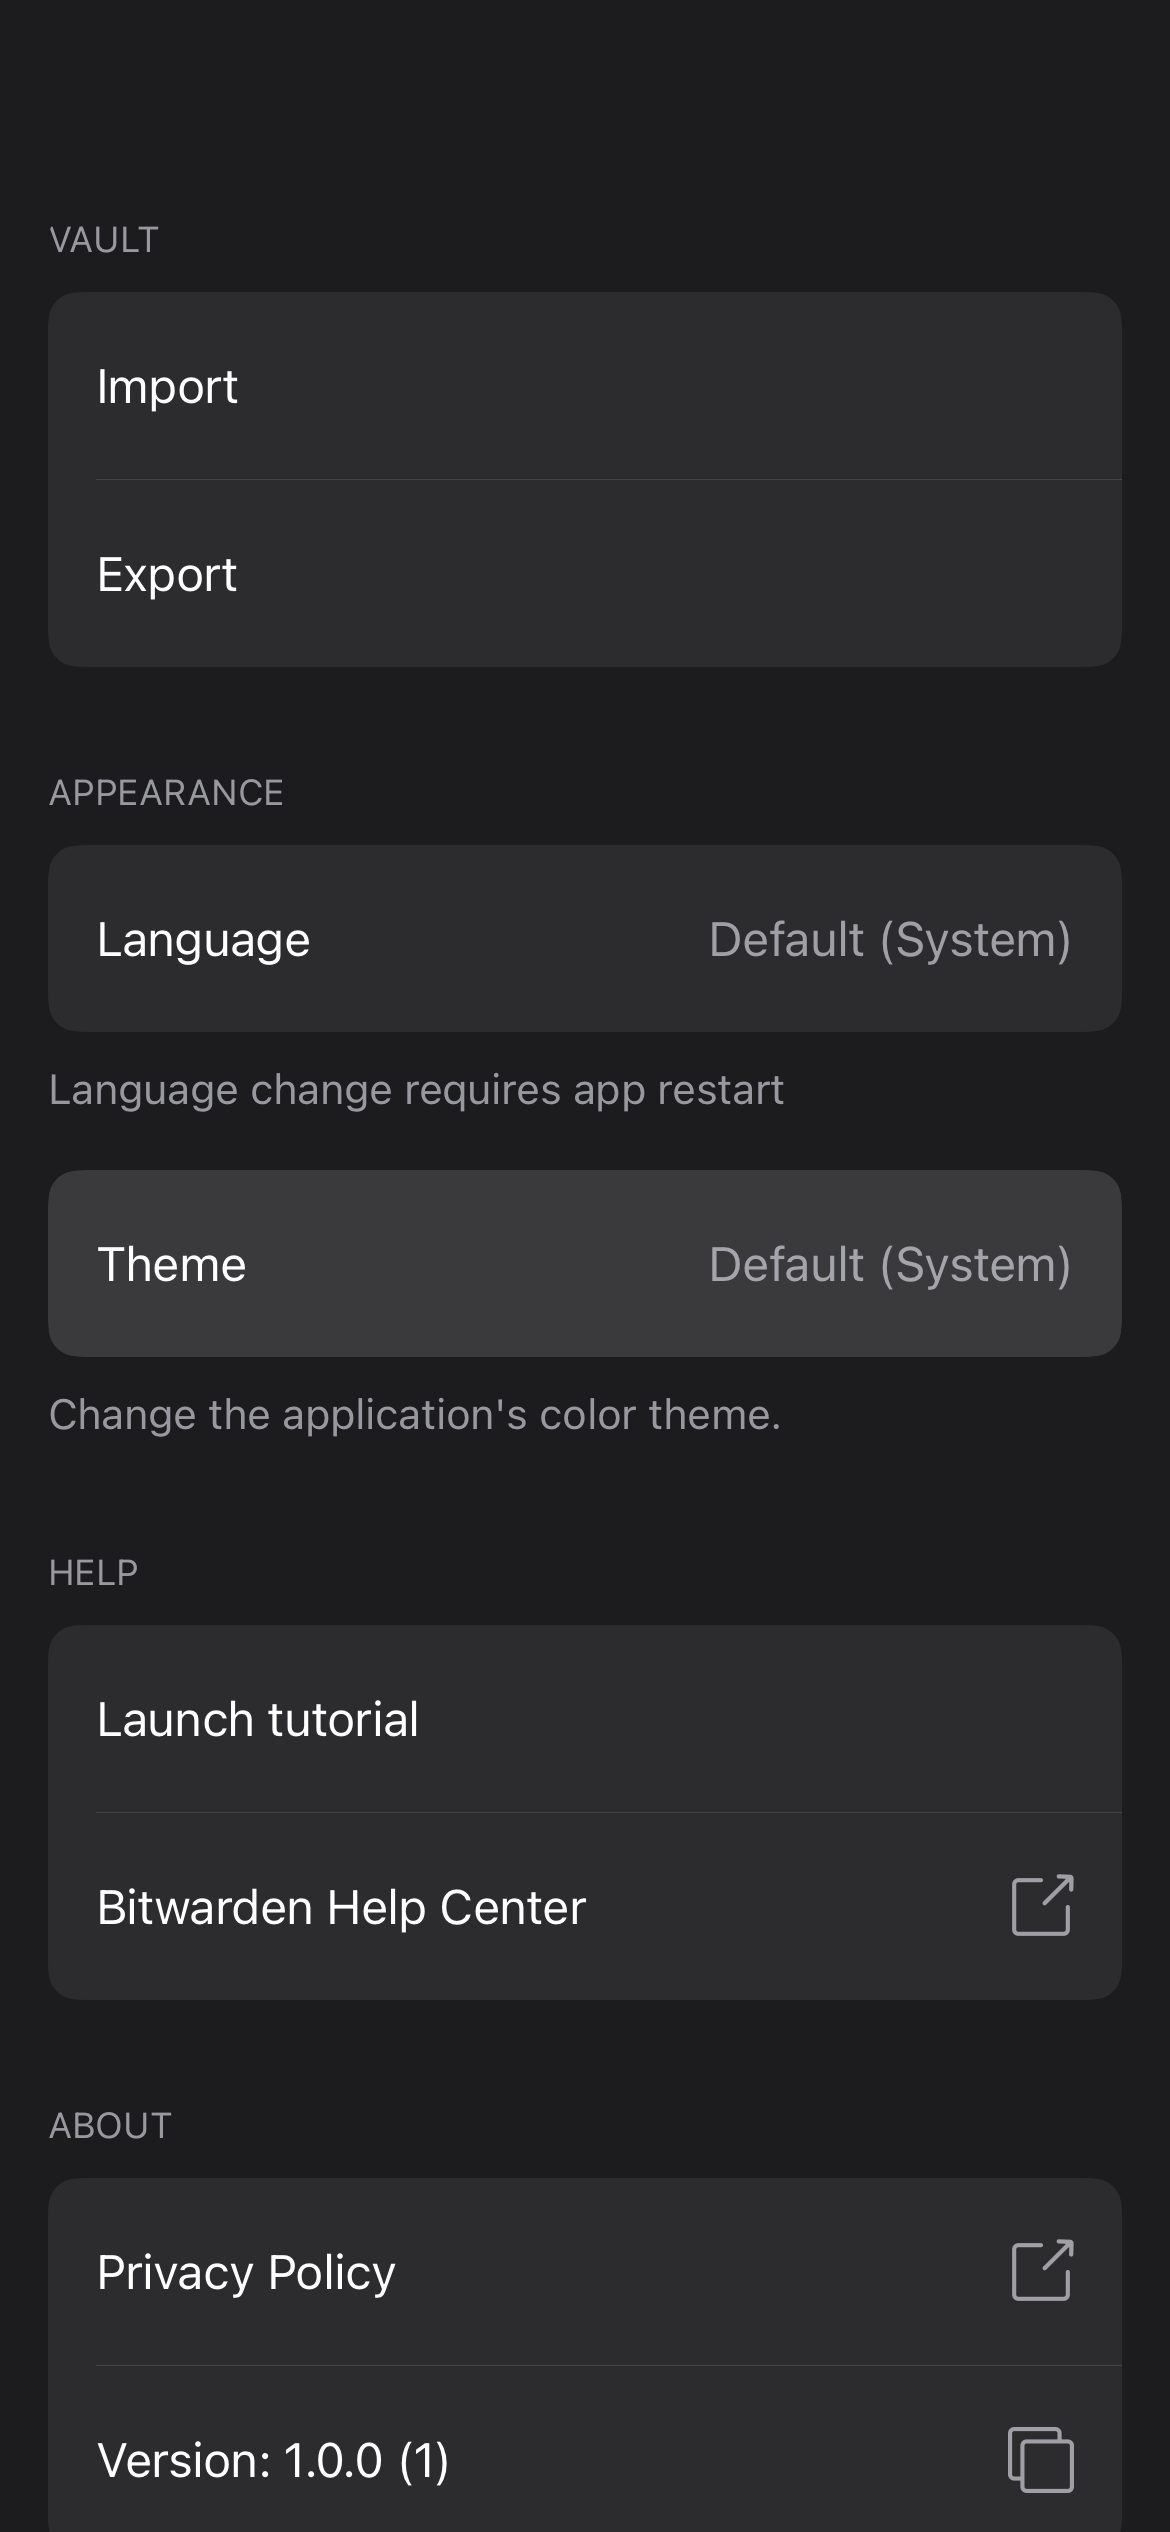 VAULT
Import
Export
APPEARANCE
Language Default (System)
Language change requires app restart
Theme Default (System)
Change the application's color theme.
HELP
Launch tutorial
Bitwarden Help Center
ABOUT
Privacy Policy
Version: 1.0.0 (1)